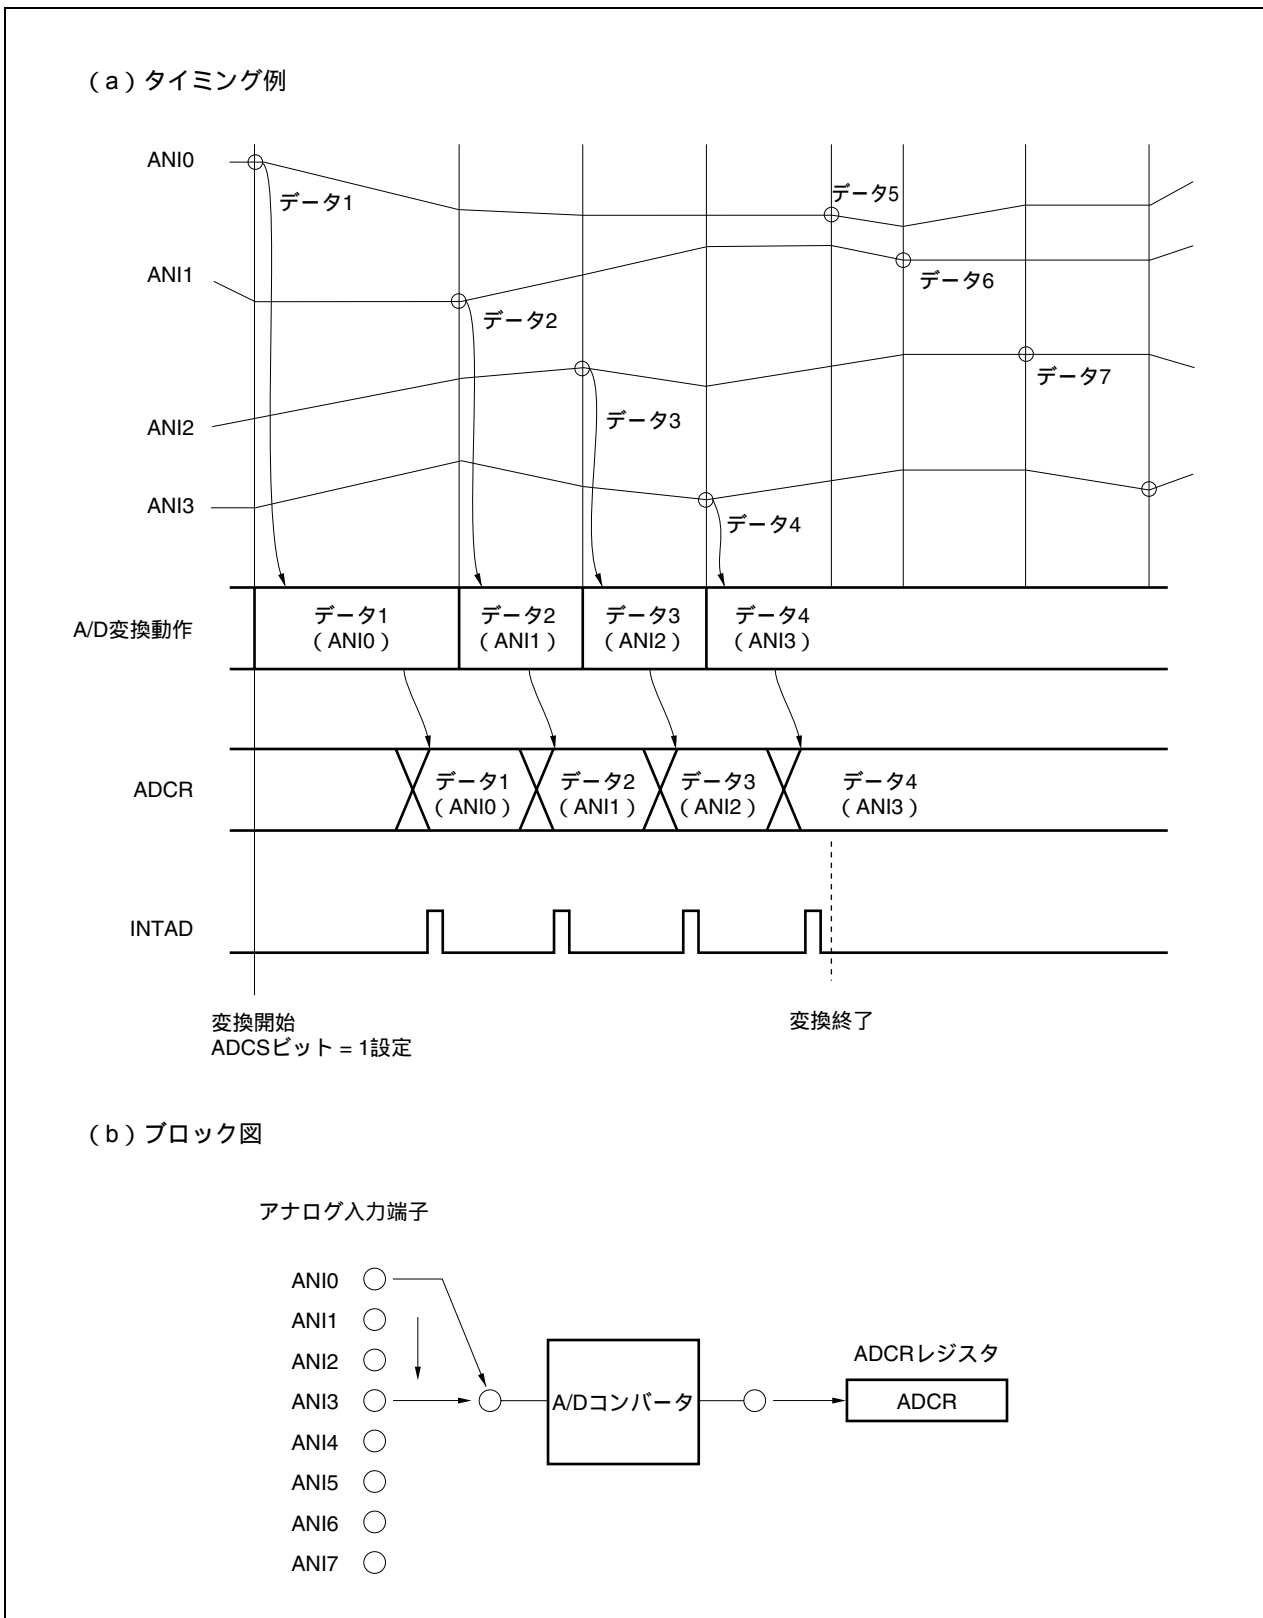 （a）タイミング例
ANI0
データ1
データ5
ANI1
データ2
データ6
データ7
ANI2
データ3
ANI3
データ4
A/D変換動作
データ1
（ANI0）
データ2
（ANI1）
データ3
（ANI2）
データ4
（ANI3）
ADCR
データ1
（ANI0）
データ2
（ANI1）
データ3
（ANI2）
データ4
（ANI3）
INTAD
変換開始
ADCSビット = 1設定
変換終了
（b）ブロック図
アナログ入力端子
ANI0
ANI1
ANI2
ANI3
ANI4
ANI5
ANI6
ANI7
A/Dコンバータ
ADCRレジスタ
ADCR